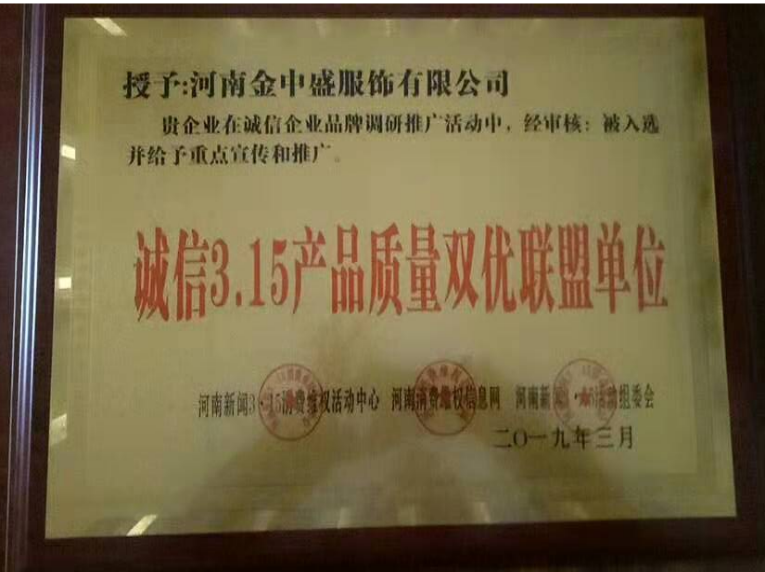 授予:河南金中盛服饰有限公司
贵企业在诚信企业品牌调研推广活动中，经审核：被入选
并给予重点宣传和推广。
诚信3.15产品质量双优联盟单位
河南新闻3·15消费维权活动中心 河南消费维权信息网 河南新闻3·15活动组委会
二〇一九年三月